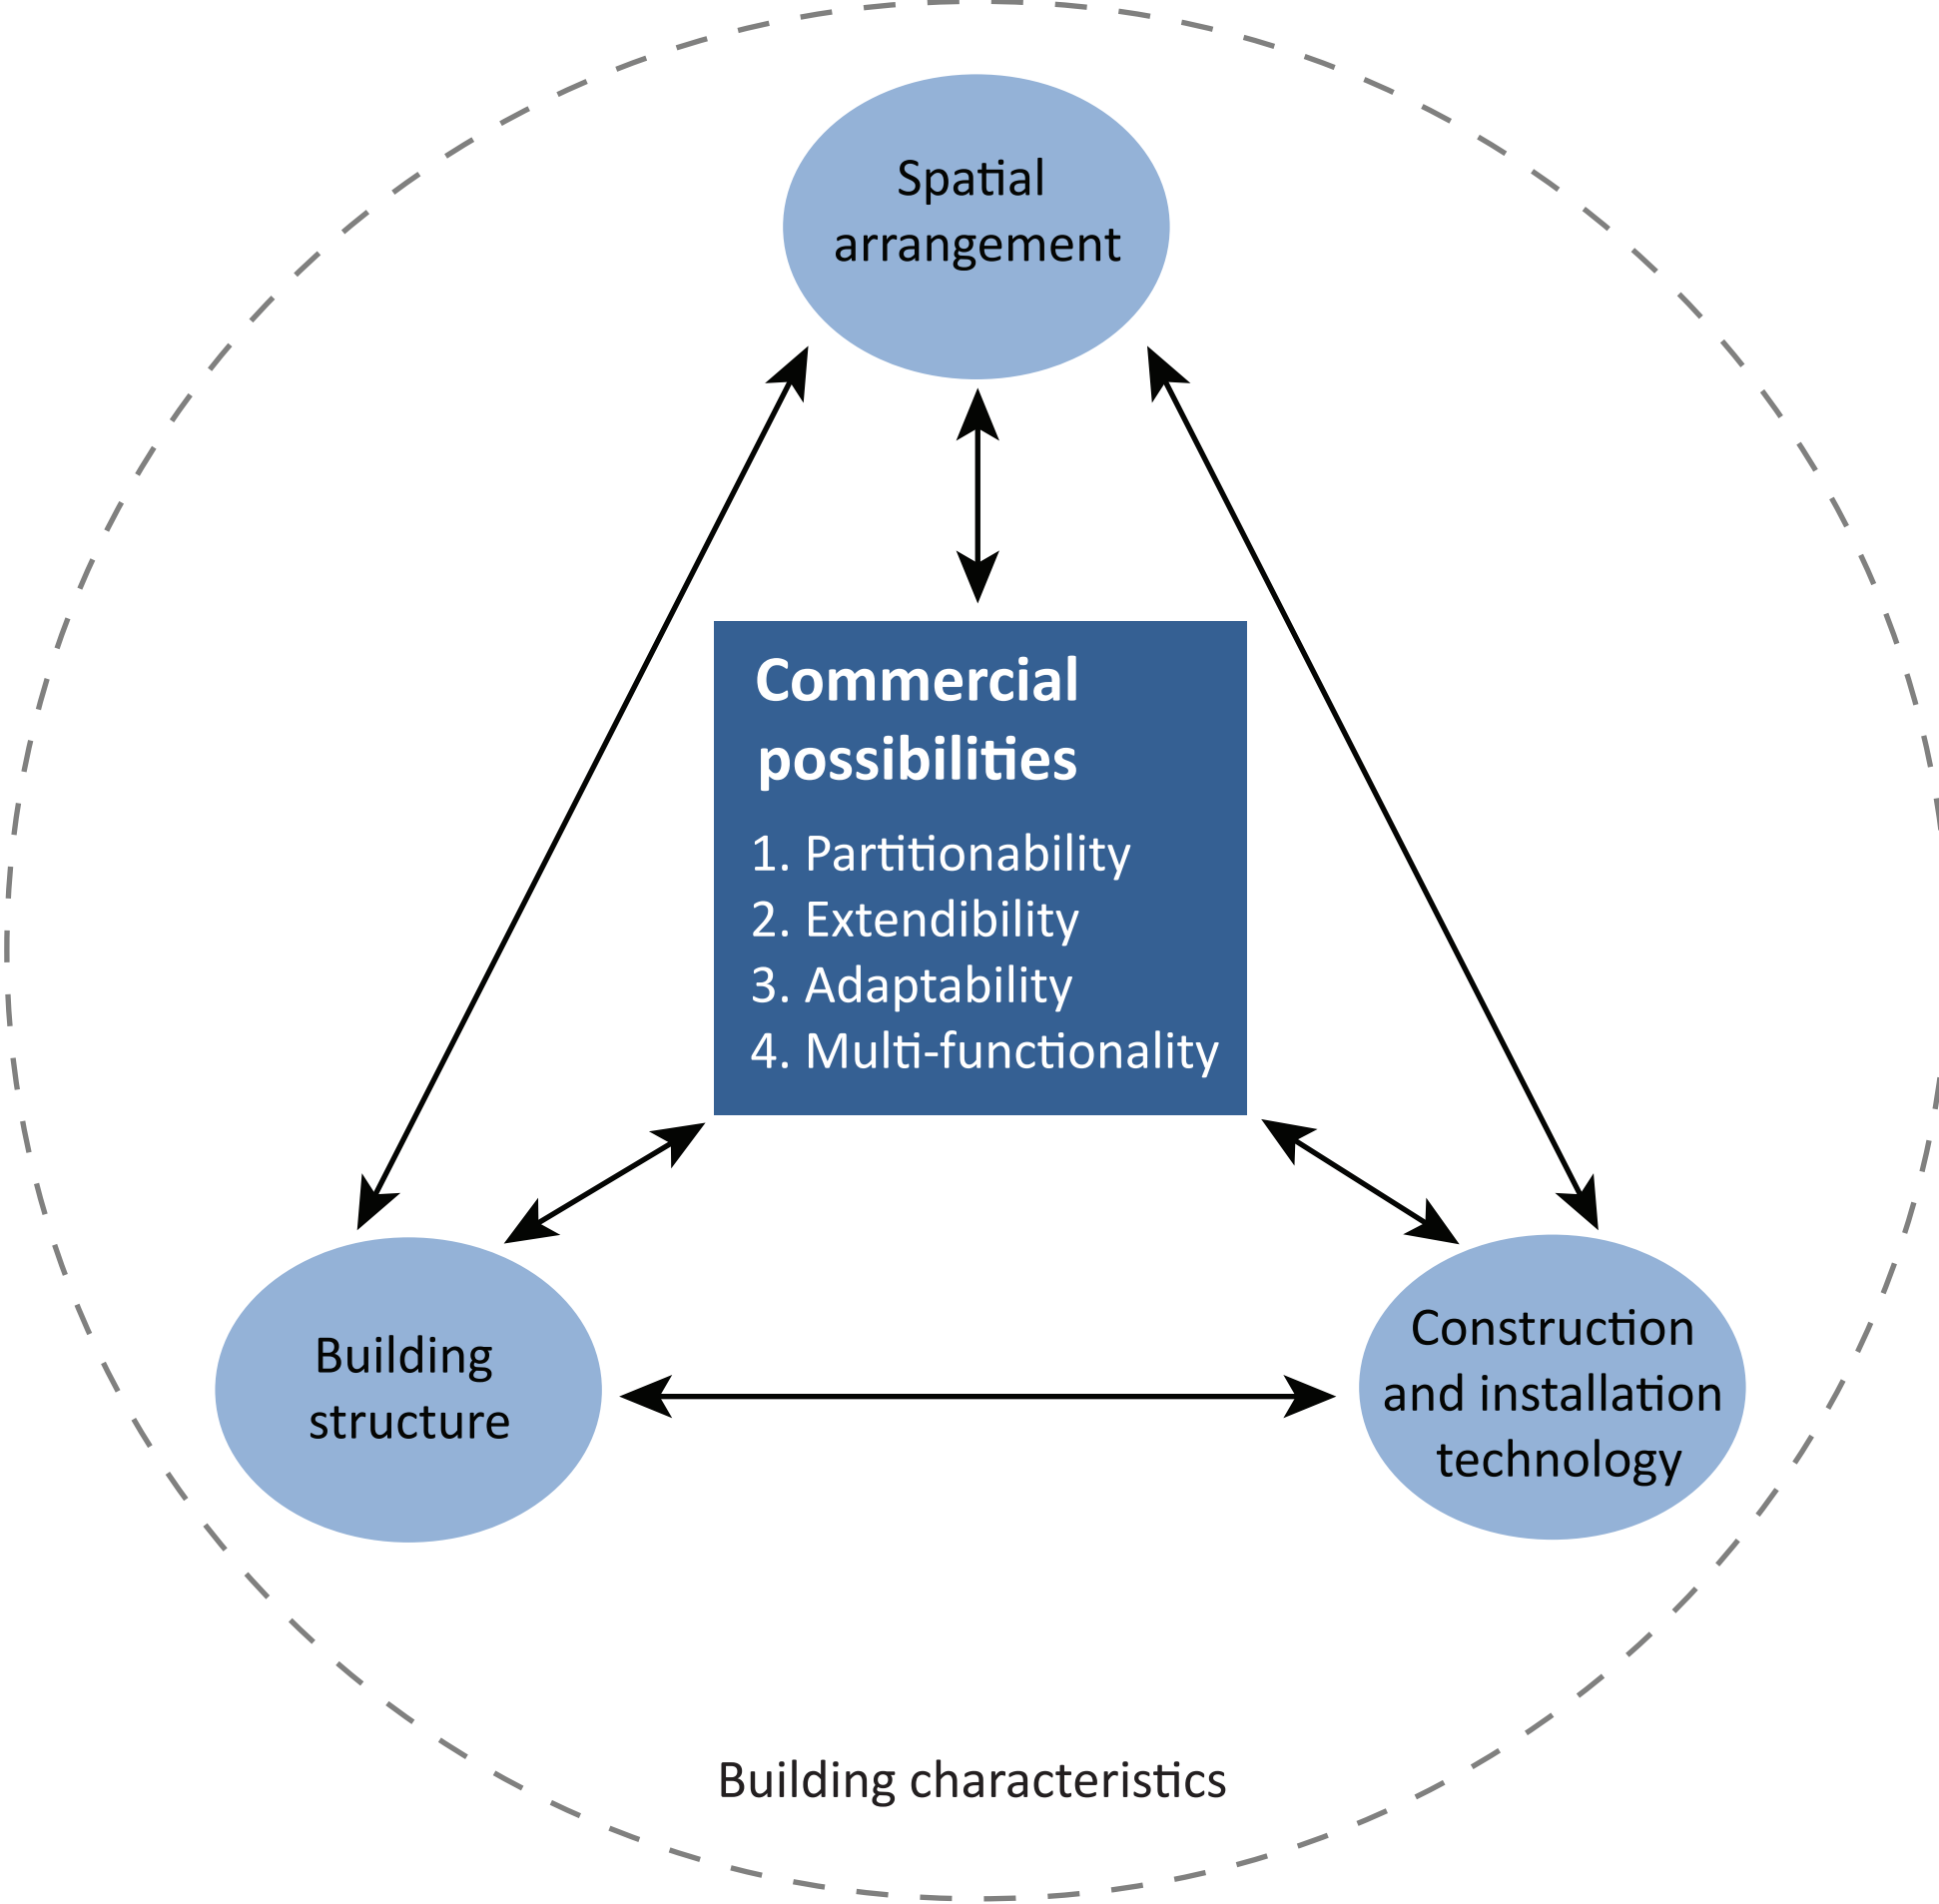 Spatial
arrangement
Commercial
possibilities
1. Partitionability
2. Extendibility
3. Adaptability
4. Multi-functionality
Building
structure
Construction
and installation
technology
Building characteristics